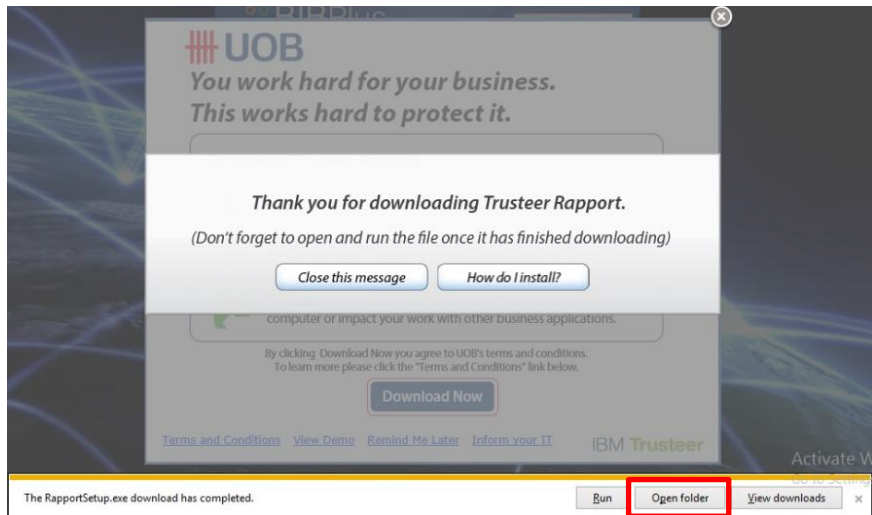 UOB
You work hard for your business.
This works hard to protect it.
Thank you for downloading Trusteer Rapport.
(Don't forget to open and run the file once it has finished downloading)
Close this message
How do I install?
computer or impact your work with other business applications.
By clicking Download Now you agree to UOB's terms and conditions.
To learn more please click the "Terms and Conditions" link below.
Download Now
Terms and Conditions View Demo Remind Me Later Inform your IT
IBM Trusteer
Activate W
Go to Setting
The RapportSetup.exe download has completed.
Run
Open folder
View downloads